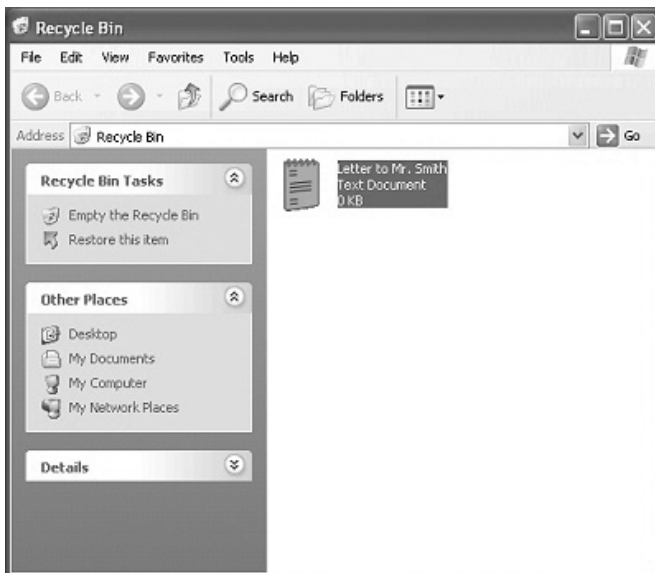 Recycle Bin
File Edit View Favorites Tools Help
Back Search Folders
Address Recycle Bin Go
Recycle Bin Tasks
Empty the Recycle Bin
Restore this item
Other Places
Desktop
My Documents
My Computer
My Network Places
Details
Letter to Mr. Smith
Text Document
0 KB